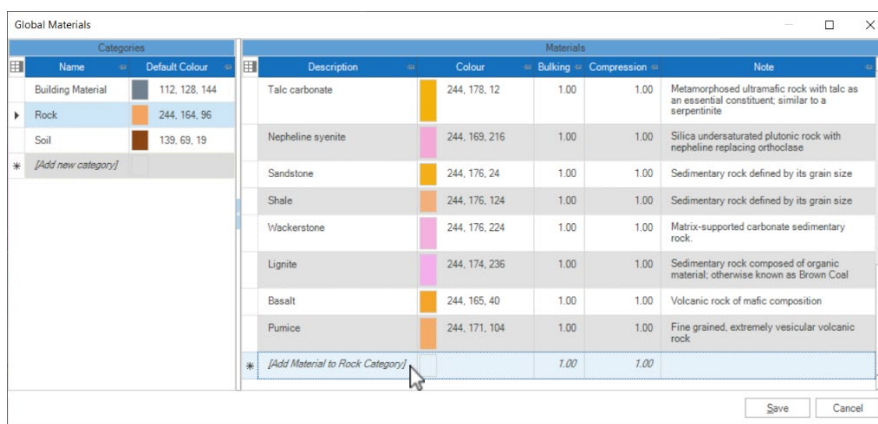 Global Materials
Categories
Name Default Colour
Building Material 112, 128, 144
Rock 244, 164, 96
Soil 139, 69, 19
[Add new category]
Materials
Description Colour Bulking Compression Note
Talc carbonate 244, 178, 12 1.00 1.00 Metamorphosed ultramafic rock with talc as
an essential constituent; similar to a
serpentinite
Nepheline syenite 244, 169, 216 1.00 1.00 Silica undersaturated plutonic rock with
nepheline replacing orthoclase
Sandstone 244, 176, 24 1.00 1.00 Sedimentary rock defined by its grain size
Shale 244, 176, 124 1.00 1.00 Sedimentary rock defined by its grain size
Wackerstone 244, 176, 224 1.00 1.00 Matrix-supported carbonate sedimentary
rock.
Lignite 244, 174, 236 1.00 1.00 Sedimentary rock composed of organic
material; otherwise known as Brown Coal
Basalt 244, 165, 40 1.00 1.00 Volcanic rock of mafic composition
Pumice 244, 171, 104 1.00 1.00 Fine grained, extremely vesicular volcanic
rock
[Add Material to Rock Category] 1.00 1.00
Save Cancel